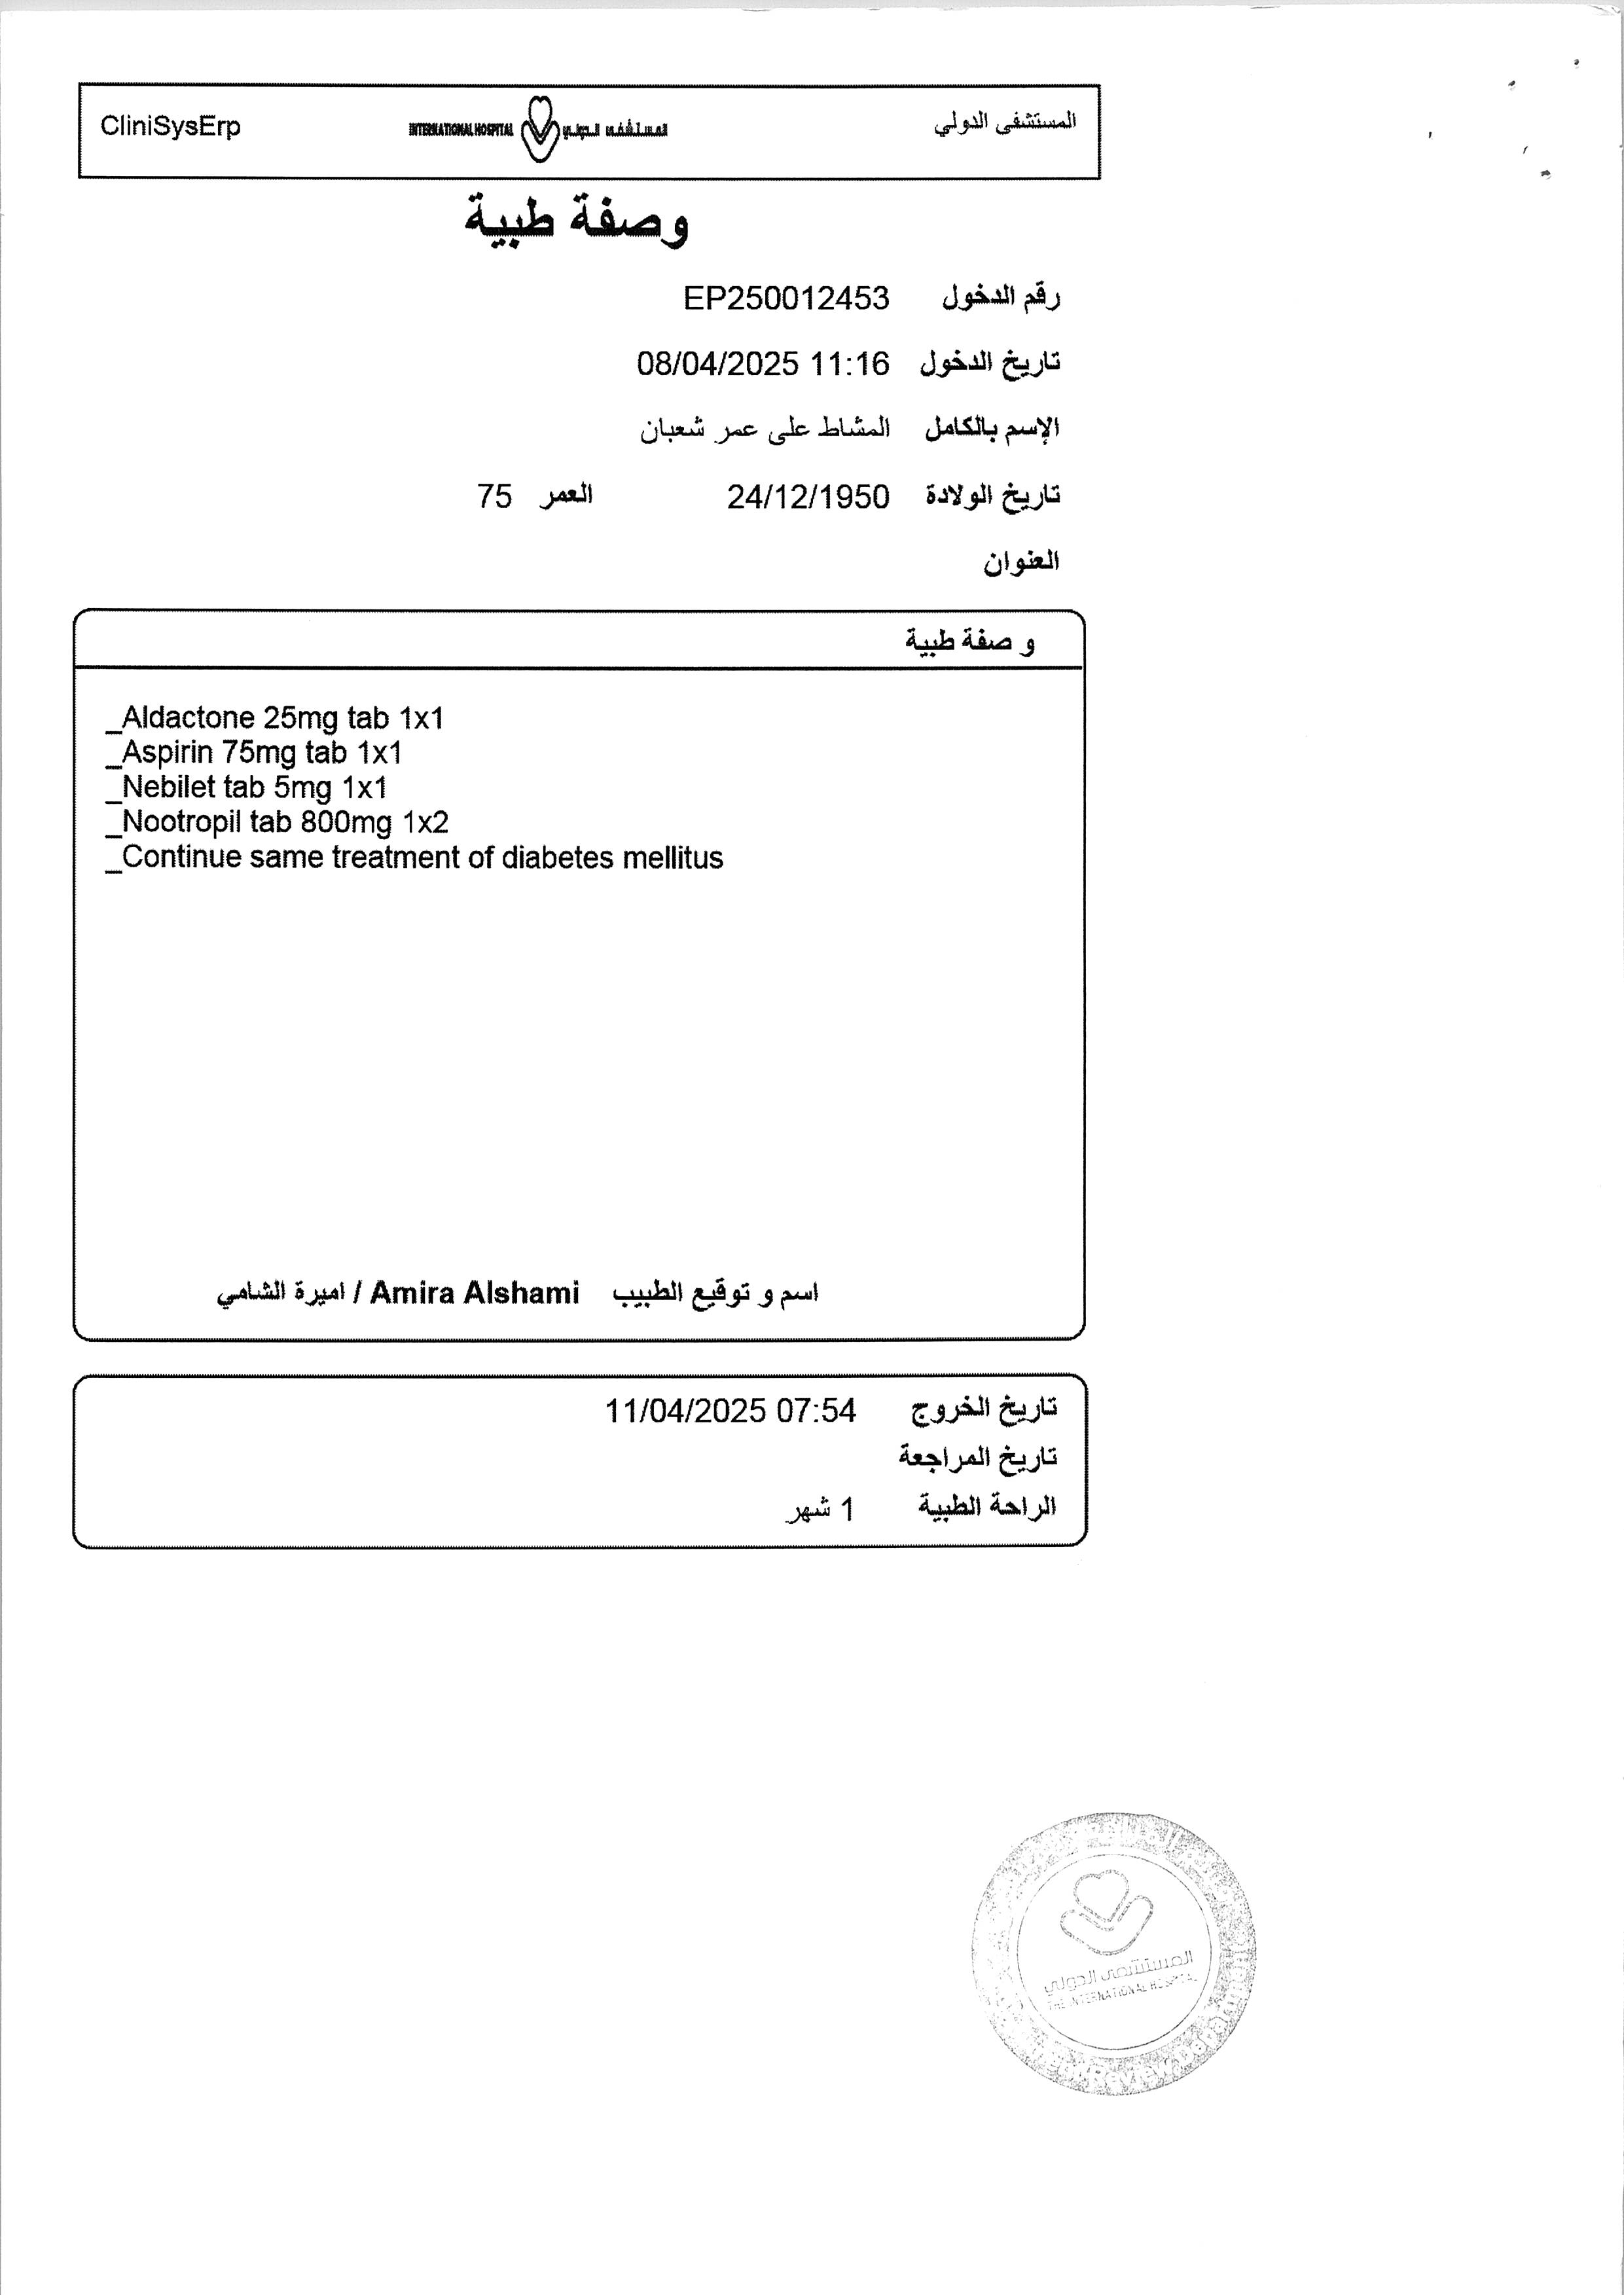 CliniSysErp INTERNATIONAL HOSPITAL المستشفى الدولي المستشفى الدولي
وصفة طبية
رقم الدخول EP250012453
تاريخ الدخول 08/04/2025 11:16
الإسم بالكامل المشاط على عمر شعبان
تاريخ الولادة 24/12/1950 العمر 75
العنوان
و صفة طبية
_Aldactone 25mg tab 1x1
_Aspirin 75mg tab 1x1
_Nebilet tab 5mg 1x1
_Nootropil tab 800mg 1x2
_Continue same treatment of diabetes mellitus
اسم و توقيع الطبيب Amira Alshami / اميرة الشامي
تاريخ الخروج 11/04/2025 07:54
تاريخ المراجعة
الراحة الطبية 1 شهر
المستشفى الدولي
THE INTERNATIONAL HOSPITAL
Review Department